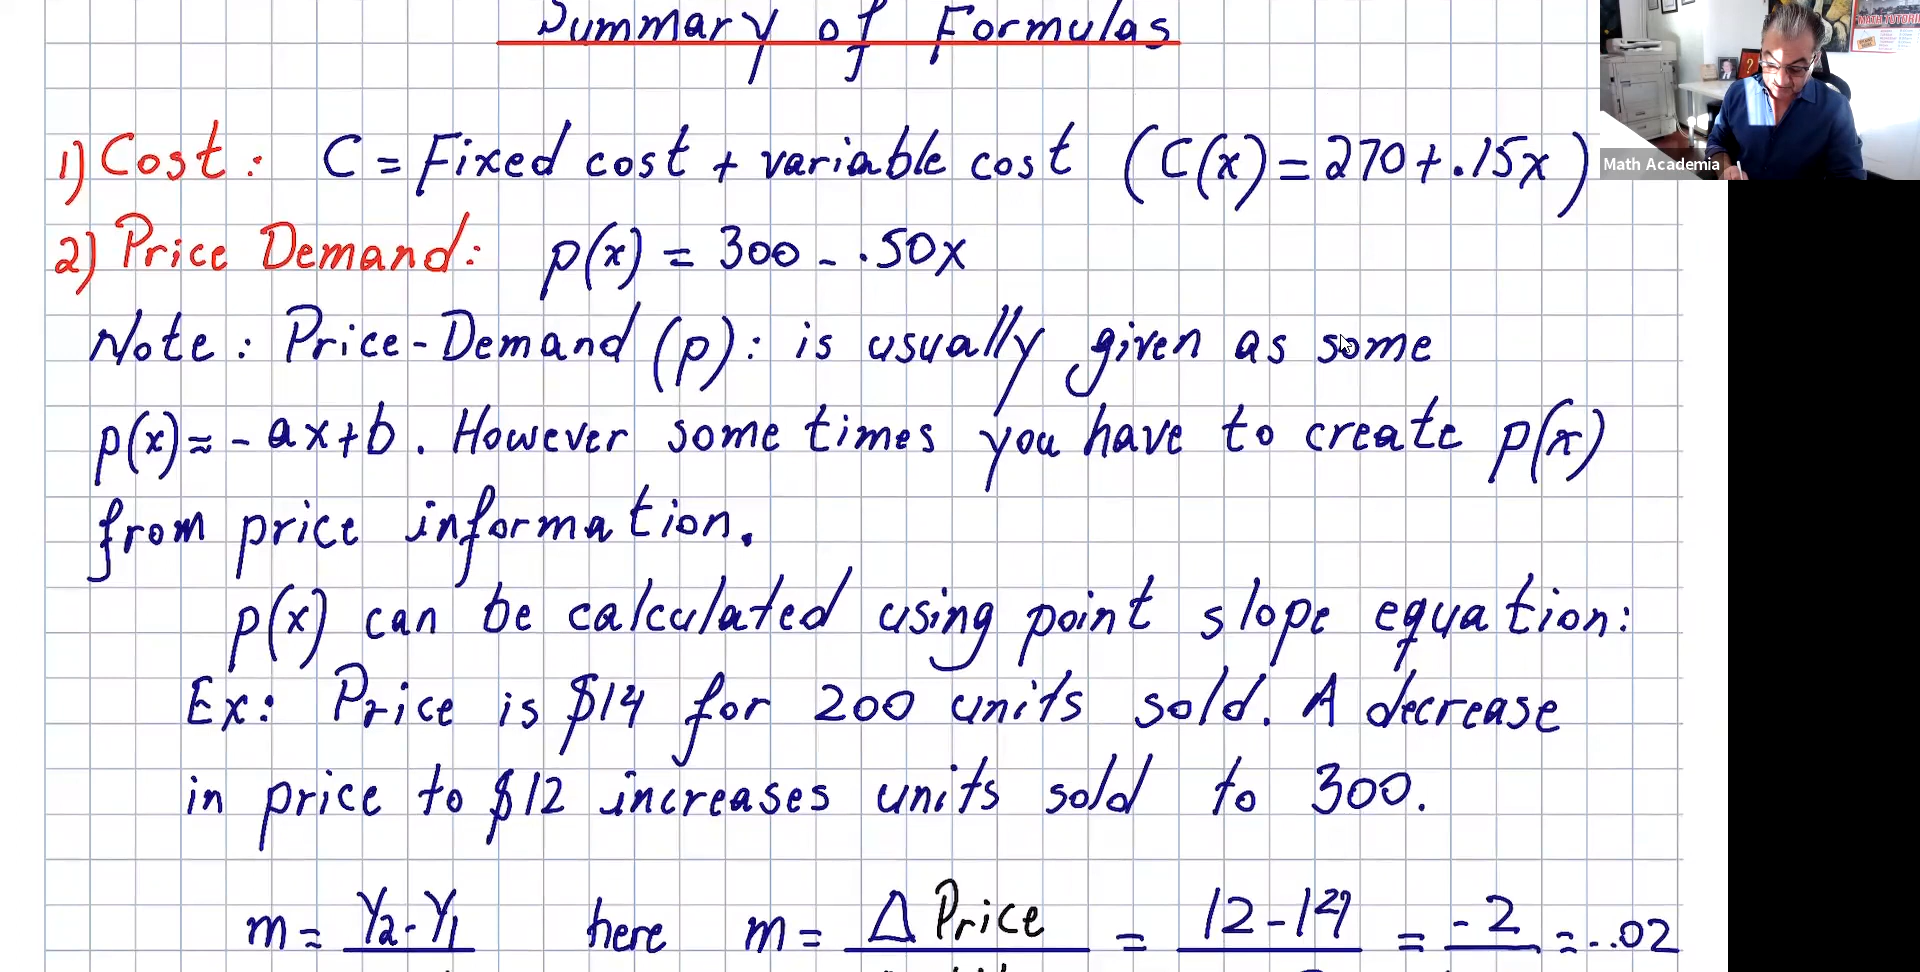 Summary of Formulas
1) Cost: C = Fixed cost + variable cost (C(x) = 270 + .15x)
2) Price Demand: p(x) = 300 - .50x
Note: Price-Demand (p): is usually given as some
p(x) = - ax + b. However some times you have to create p(x)
from price information.
p(x) can be calculated using point slope equation:
Ex: Price is $14 for 200 units sold. A decrease
in price to $12 increases units sold to 300.
m = Y2 - Y1 here m = Δ Price = 12 - 14 = -2 = -.02
MATH TUTORI
?
Math Academia